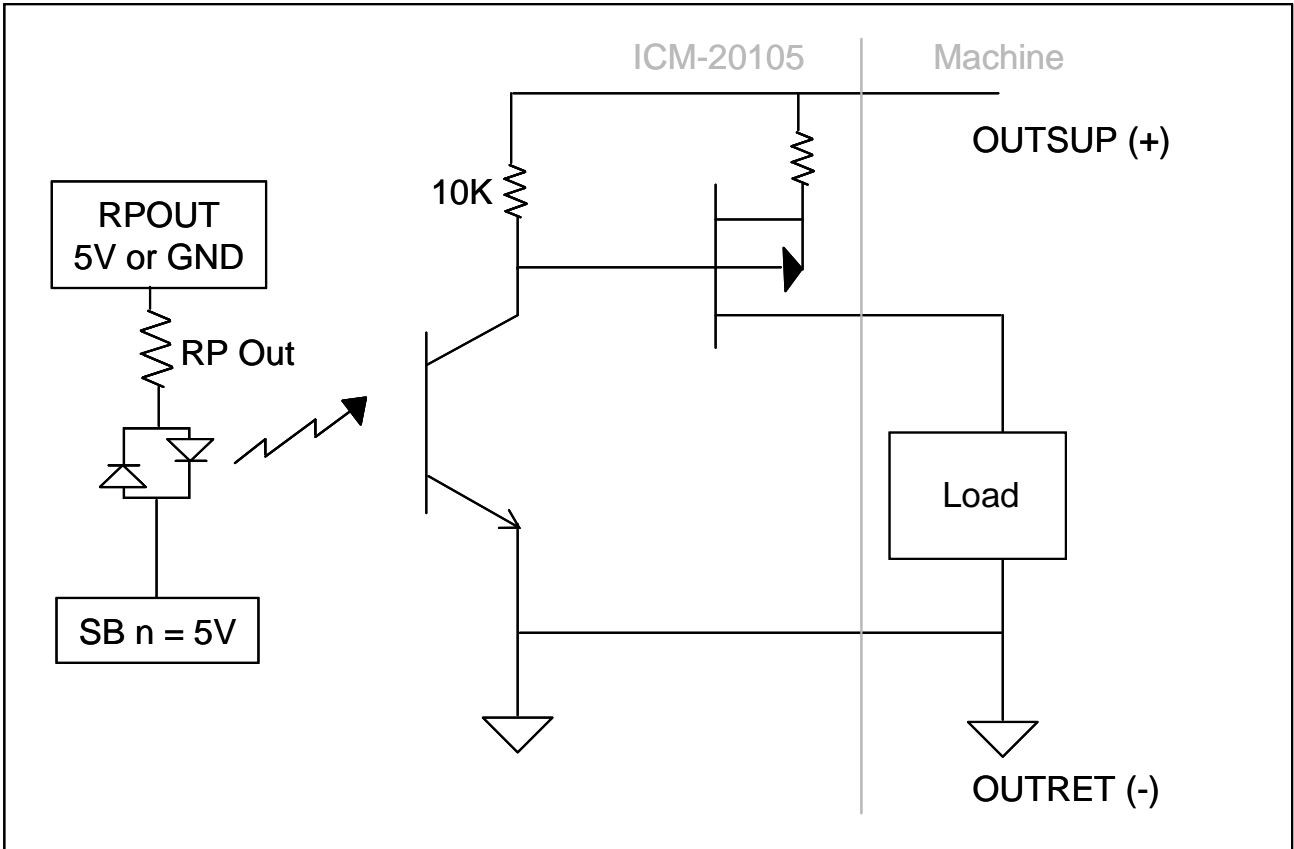 ICM-20105
Machine
OUTSUP (+)
10K
RPOUT
5V or GND
RP Out
Load
SB n = 5V
OUTRET (-)